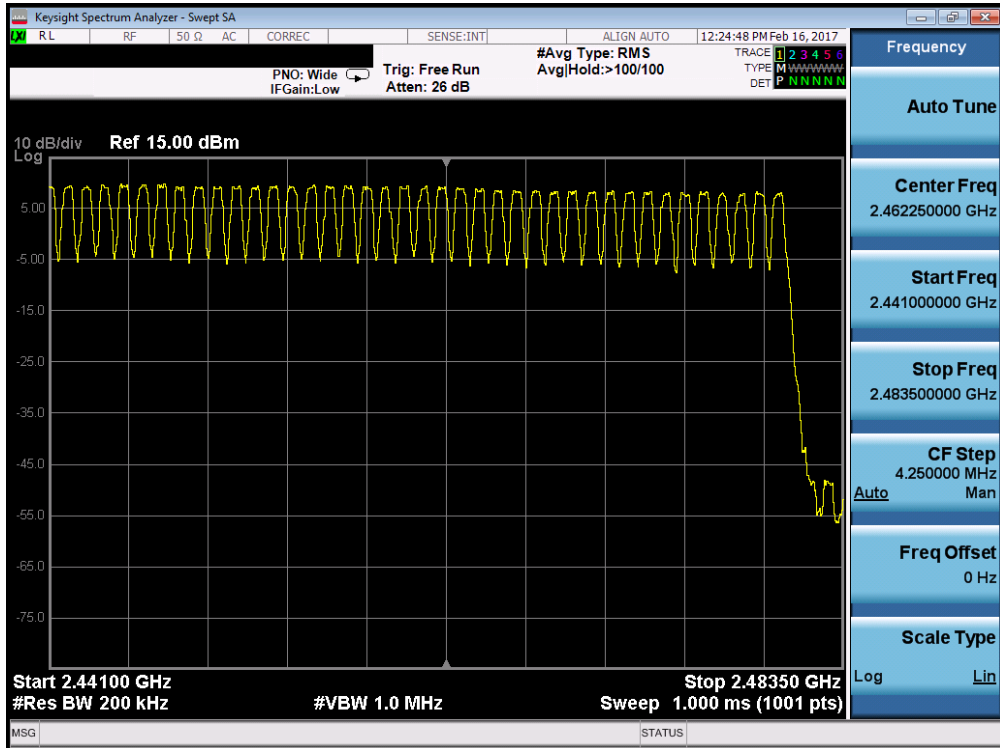 Keysight Spectrum Analyzer - Swept SA
LXI RL RF 50 Ω AC CORREC SENSE:INT ALIGN AUTO 12:24:48 PM Feb 16, 2017
PNO: Wide
IFGain:Low
Trig: Free Run
Atten: 26 dB
#Avg Type: RMS
Avg|Hold:>100/100
TRACE 1 2 3 4 5 6
TYPE M W W W W W
DET P N N N N N
10 dB/div Ref 15.00 dBm
Log
5.00
-5.00
-15.0
-25.0
-35.0
-45.0
-55.0
-65.0
-75.0
Start 2.44100 GHz Stop 2.48350 GHz
#Res BW 200 kHz #VBW 1.0 MHz Sweep 1.000 ms (1001 pts)
MSG STATUS
Frequency
Auto Tune
Center Freq
2.462250000 GHz
Start Freq
2.441000000 GHz
Stop Freq
2.483500000 GHz
CF Step
4.250000 MHz
Auto Man
Freq Offset
0 Hz
Scale Type
Log Lin